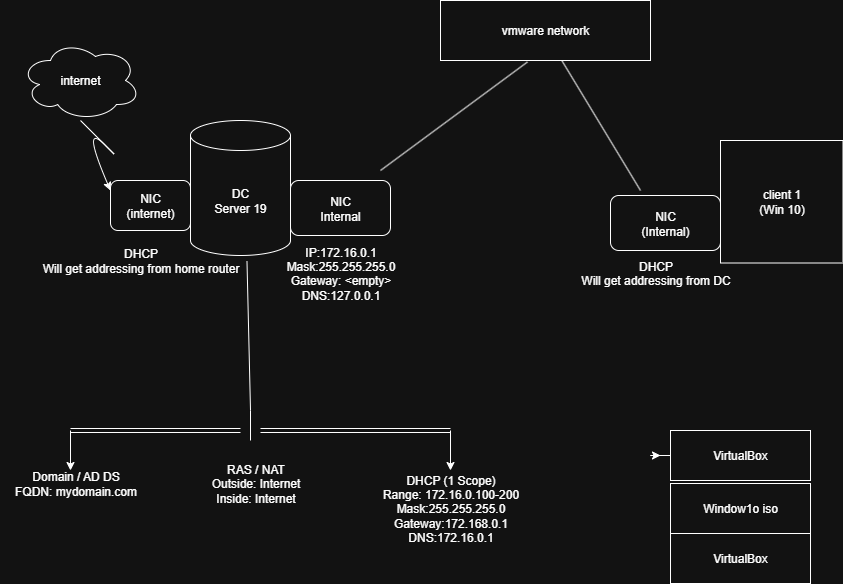 vmware network
internet
NIC
(internet)
DC
Server 19
NIC
Internal
client 1
(Win 10)
NIC
(Internal)
DHCP
Will get addressing from home router
IP:172.16.0.1
Mask:255.255.255.0
Gateway: <empty>
DNS:127.0.0.1
DHCP
Will get addressing from DC
Domain / AD DS
FQDN: mydomain.com
RAS / NAT
Outside: Internet
Inside: Internet
DHCP (1 Scope)
Range: 172.16.0.100-200
Mask:255.255.255.0
Gateway:172.168.0.1
DNS:172.16.0.1
VirtualBox
Window1o iso
VirtualBox